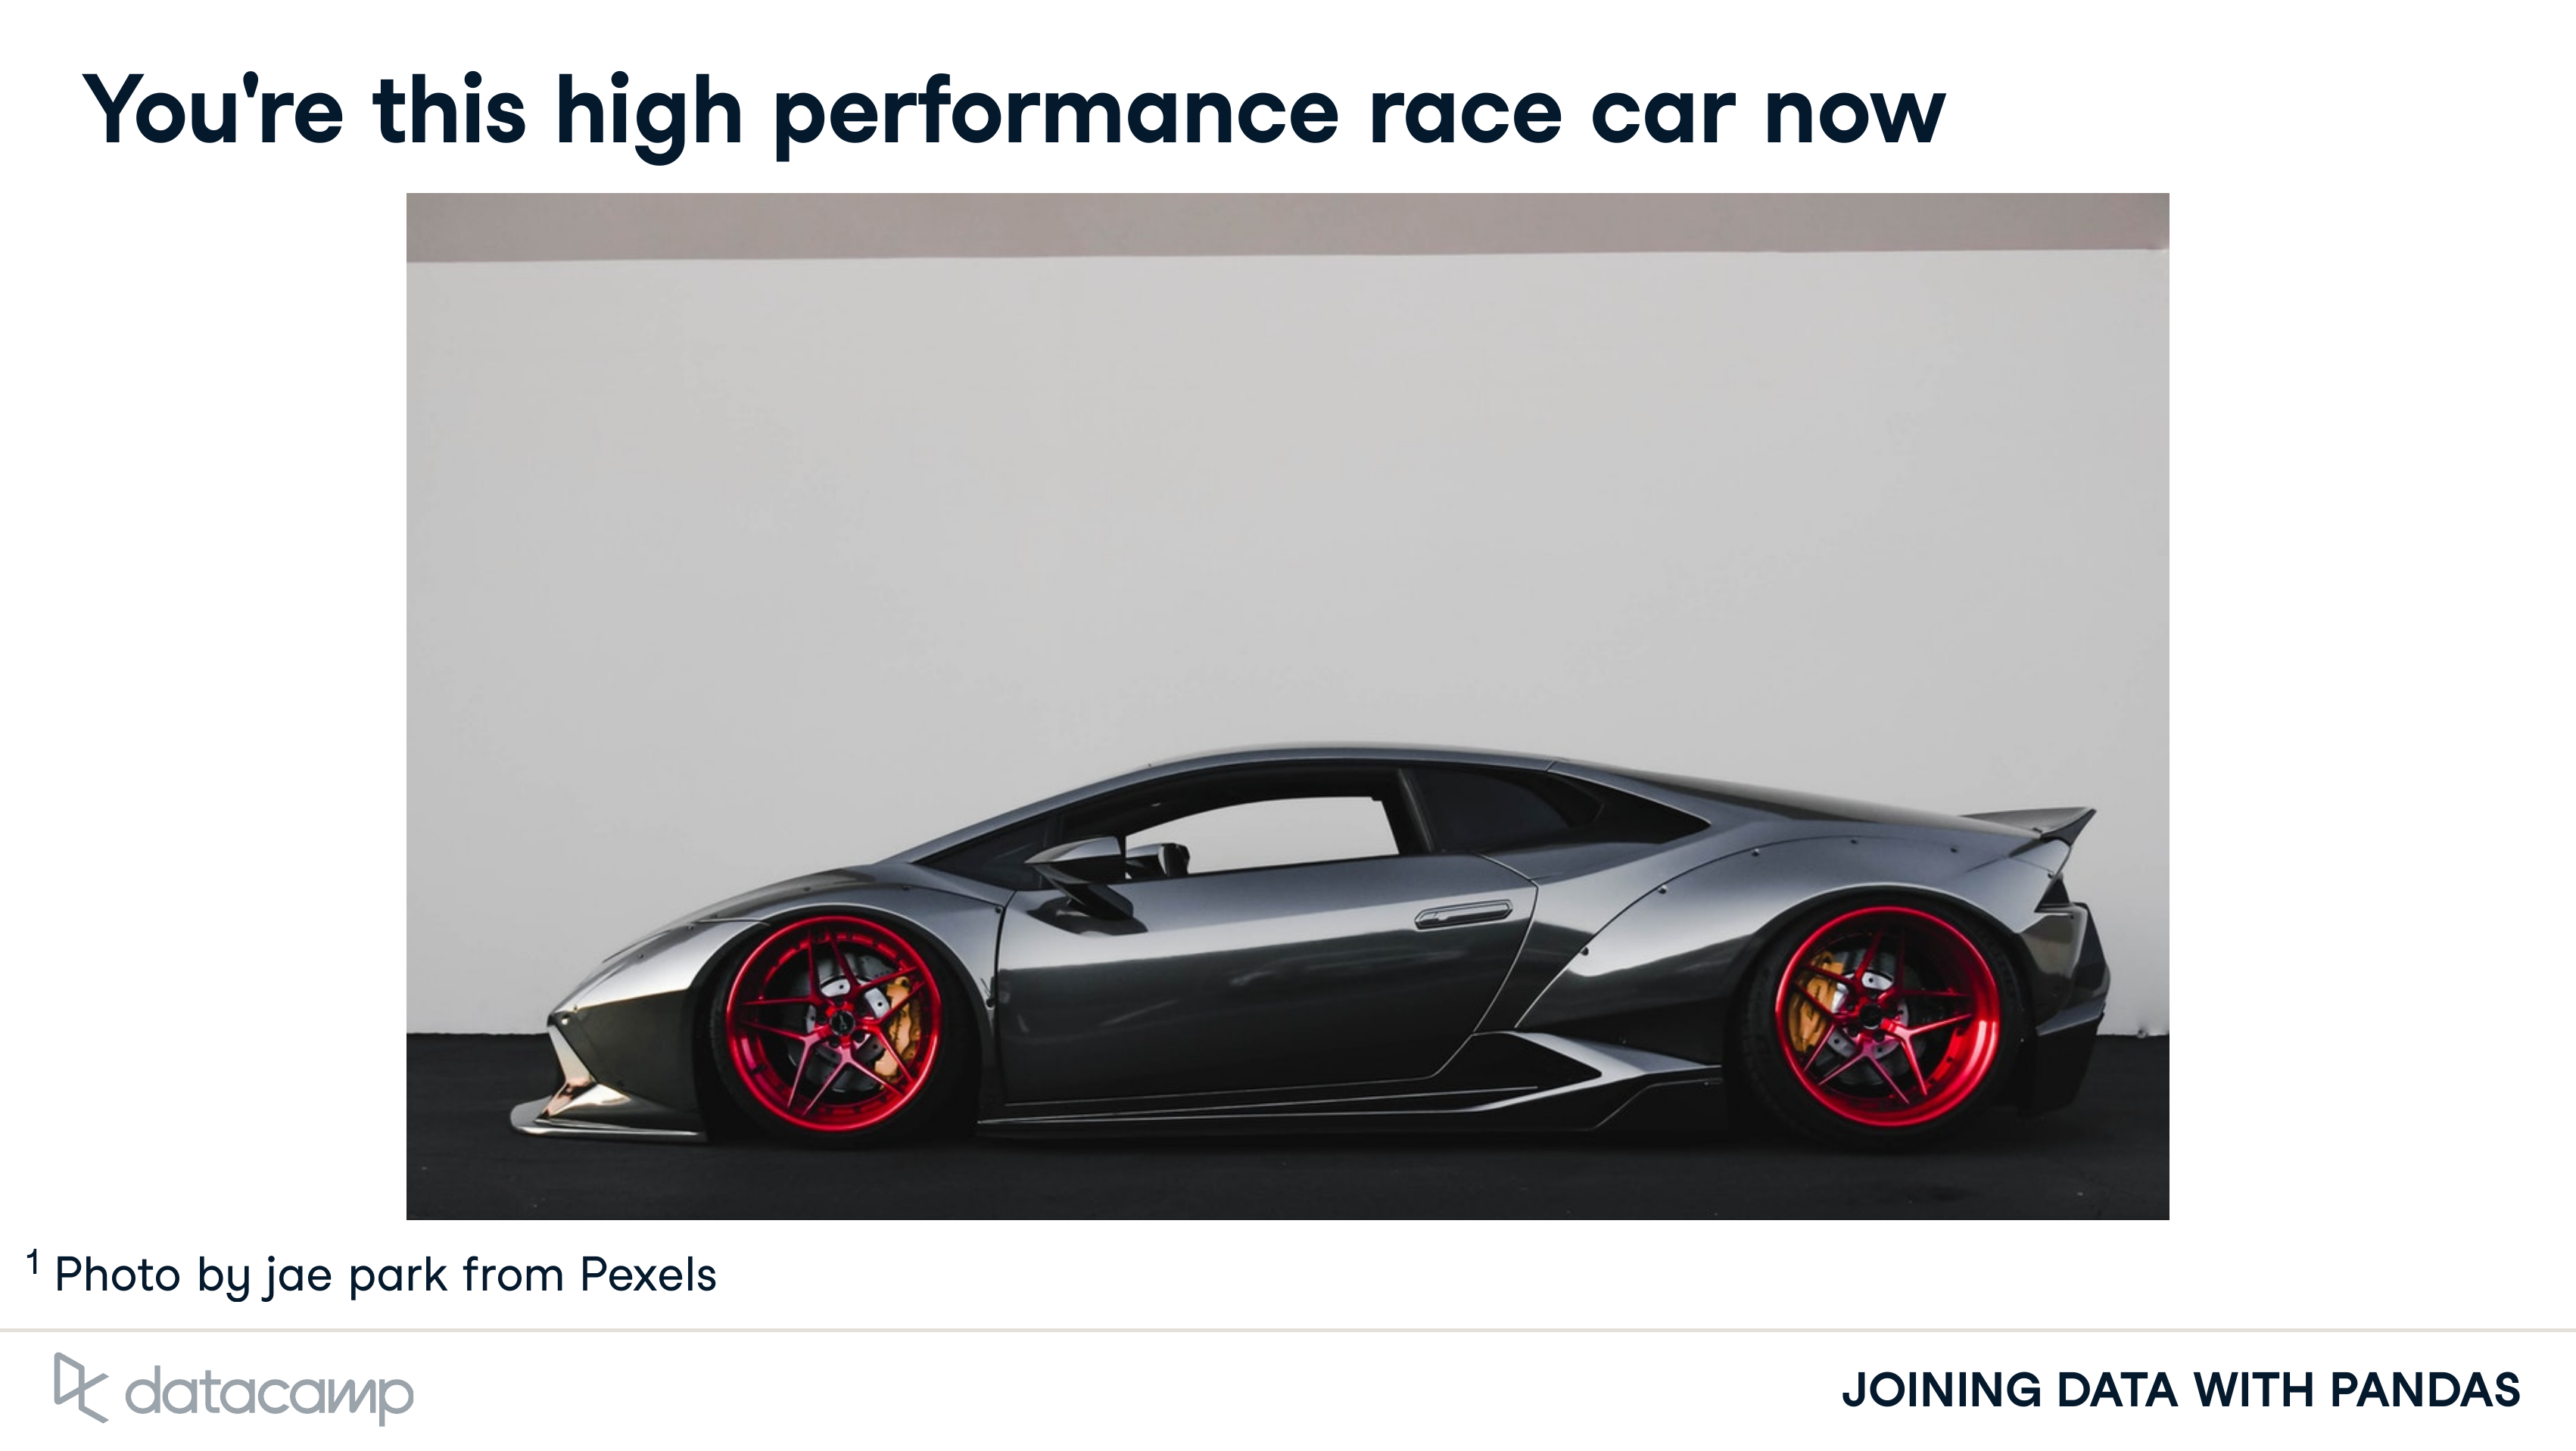 You're this high performance race car now
1 Photo by jae park from Pexels
datacamp
JOINING DATA WITH PANDAS